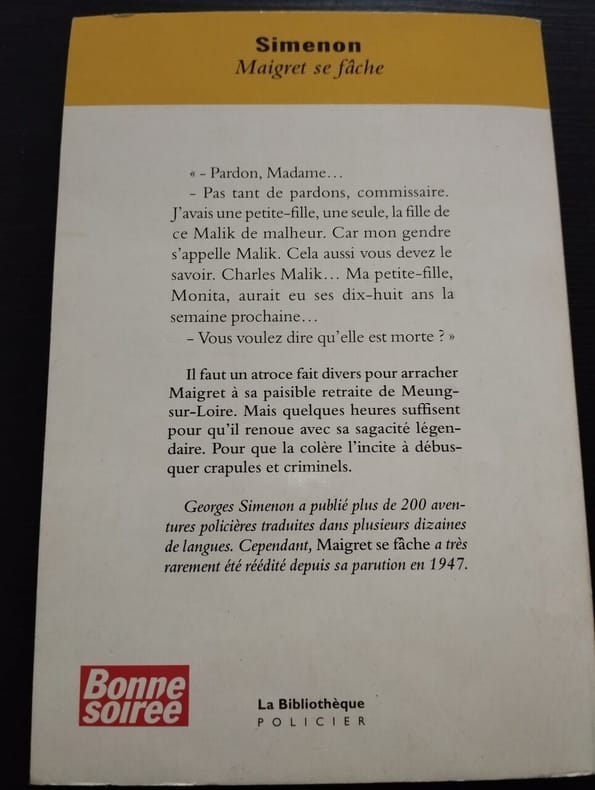 Simenon
Maigret se fâche
« – Pardon, Madame…
– Pas tant de pardons, commissaire.
J'avais une petite-fille, une seule, la fille de
ce Malik de malheur. Car mon gendre
s'appelle Malik. Cela aussi vous devez le
savoir. Charles Malik… Ma petite-fille,
Monita, aurait eu ses dix-huit ans la
semaine prochaine…
– Vous voulez dire qu'elle est morte ? »
Il faut un atroce fait divers pour arracher
Maigret à sa paisible retraite de Meung-
sur-Loire. Mais quelques heures suffisent
pour qu'il renoue avec sa sagacité légen-
daire. Pour que la colère l'incite à débus-
quer crapules et criminels.
Georges Simenon a publié plus de 200 aven-
tures policières traduites dans plusieurs dizaines
de langues. Cependant, Maigret se fâche a très
rarement été réédité depuis sa parution en 1947.
Bonne
soirée
La Bibliothèque
POLICIER